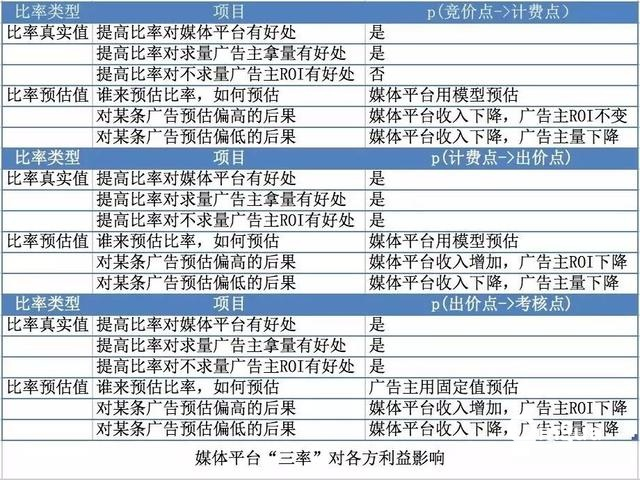 比率类型 项目 p(竞价点->计费点）
比率真实值 提高比率对媒体平台有好处 是
提高比率对求量广告主拿量有好处 是
提高比率对不求量广告主ROI有好处 否
比率预估值 谁来预估比率，如何预估 媒体平台用模型预估
对某条广告预估偏高的后果 媒体平台收入下降，广告主ROI不变
对某条广告预估偏低的后果 媒体平台收入下降，广告主量下降
比率类型 项目 p(计费点->出价点)
比率真实值 提高比率对媒体平台有好处 是
提高比率对求量广告主拿量有好处 是
提高比率对不求量广告主ROI有好处 是
比率预估值 谁来预估比率，如何预估 媒体平台用模型预估
对某条广告预估偏高的后果 媒体平台收入增加，广告主ROI下降
对某条广告预估偏低的后果 媒体平台收入下降，广告主量下降
比率类型 项目 p(出价点->考核点)
比率真实值 提高比率对媒体平台有好处 是
提高比率对求量广告主拿量有好处 是
提高比率对不求量广告主ROI有好处 是
比率预估值 谁来预估比率，如何预估 广告主用固定值预估
对某条广告预估偏高的后果 媒体平台收入增加，广告主ROI下降
对某条广告预估偏低的后果 媒体平台收入下降，广告主量下降
媒体平台“三率”对各方利益影响